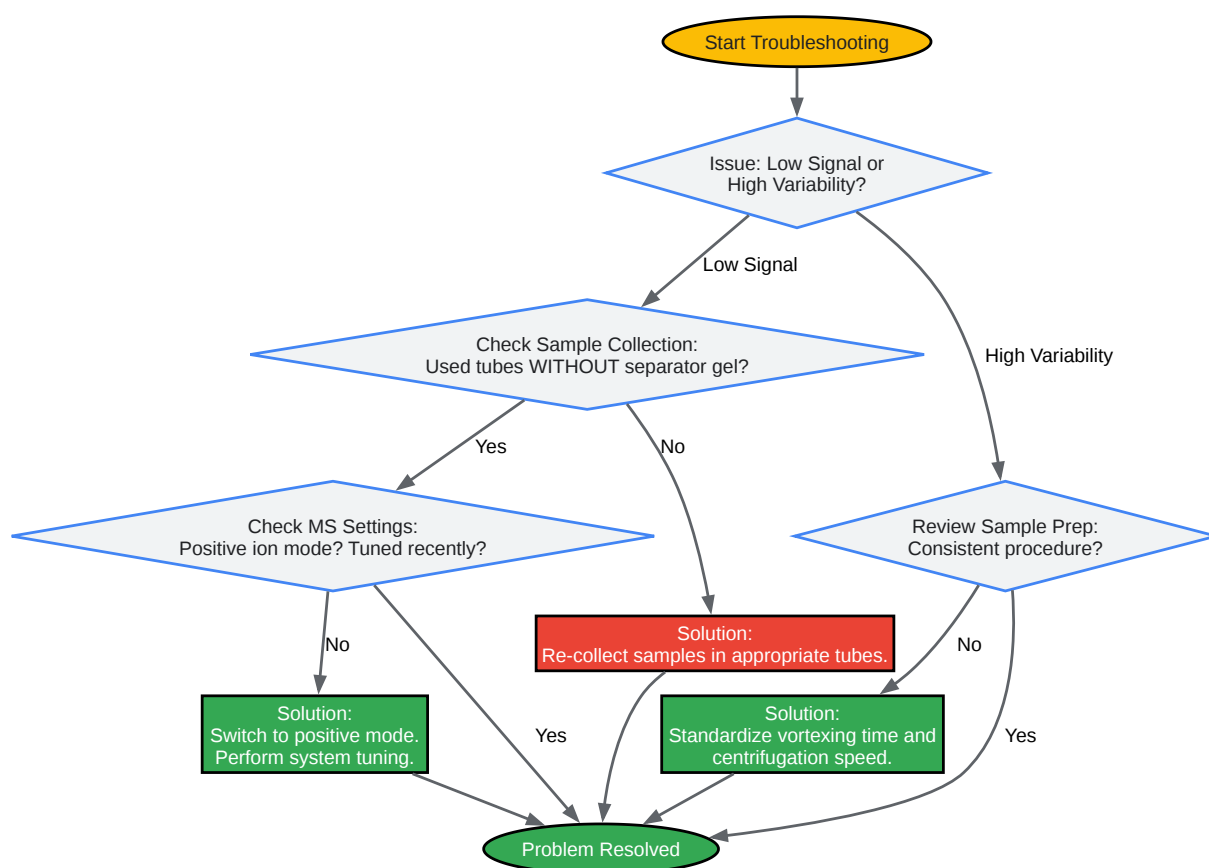 Start Troubleshooting
Issue: Low Signal or
High Variability?
Low Signal
High Variability
Check Sample Collection:
Used tubes WITHOUT separator gel?
Yes
No
Check MS Settings:
Positive ion mode? Tuned recently?
Review Sample Prep:
Consistent procedure?
No
Yes
Solution:
Re-collect samples in appropriate tubes.
No
Yes
Solution:
Switch to positive mode.
Perform system tuning.
Solution:
Standardize vortexing time and
centrifugation speed.
Problem Resolved